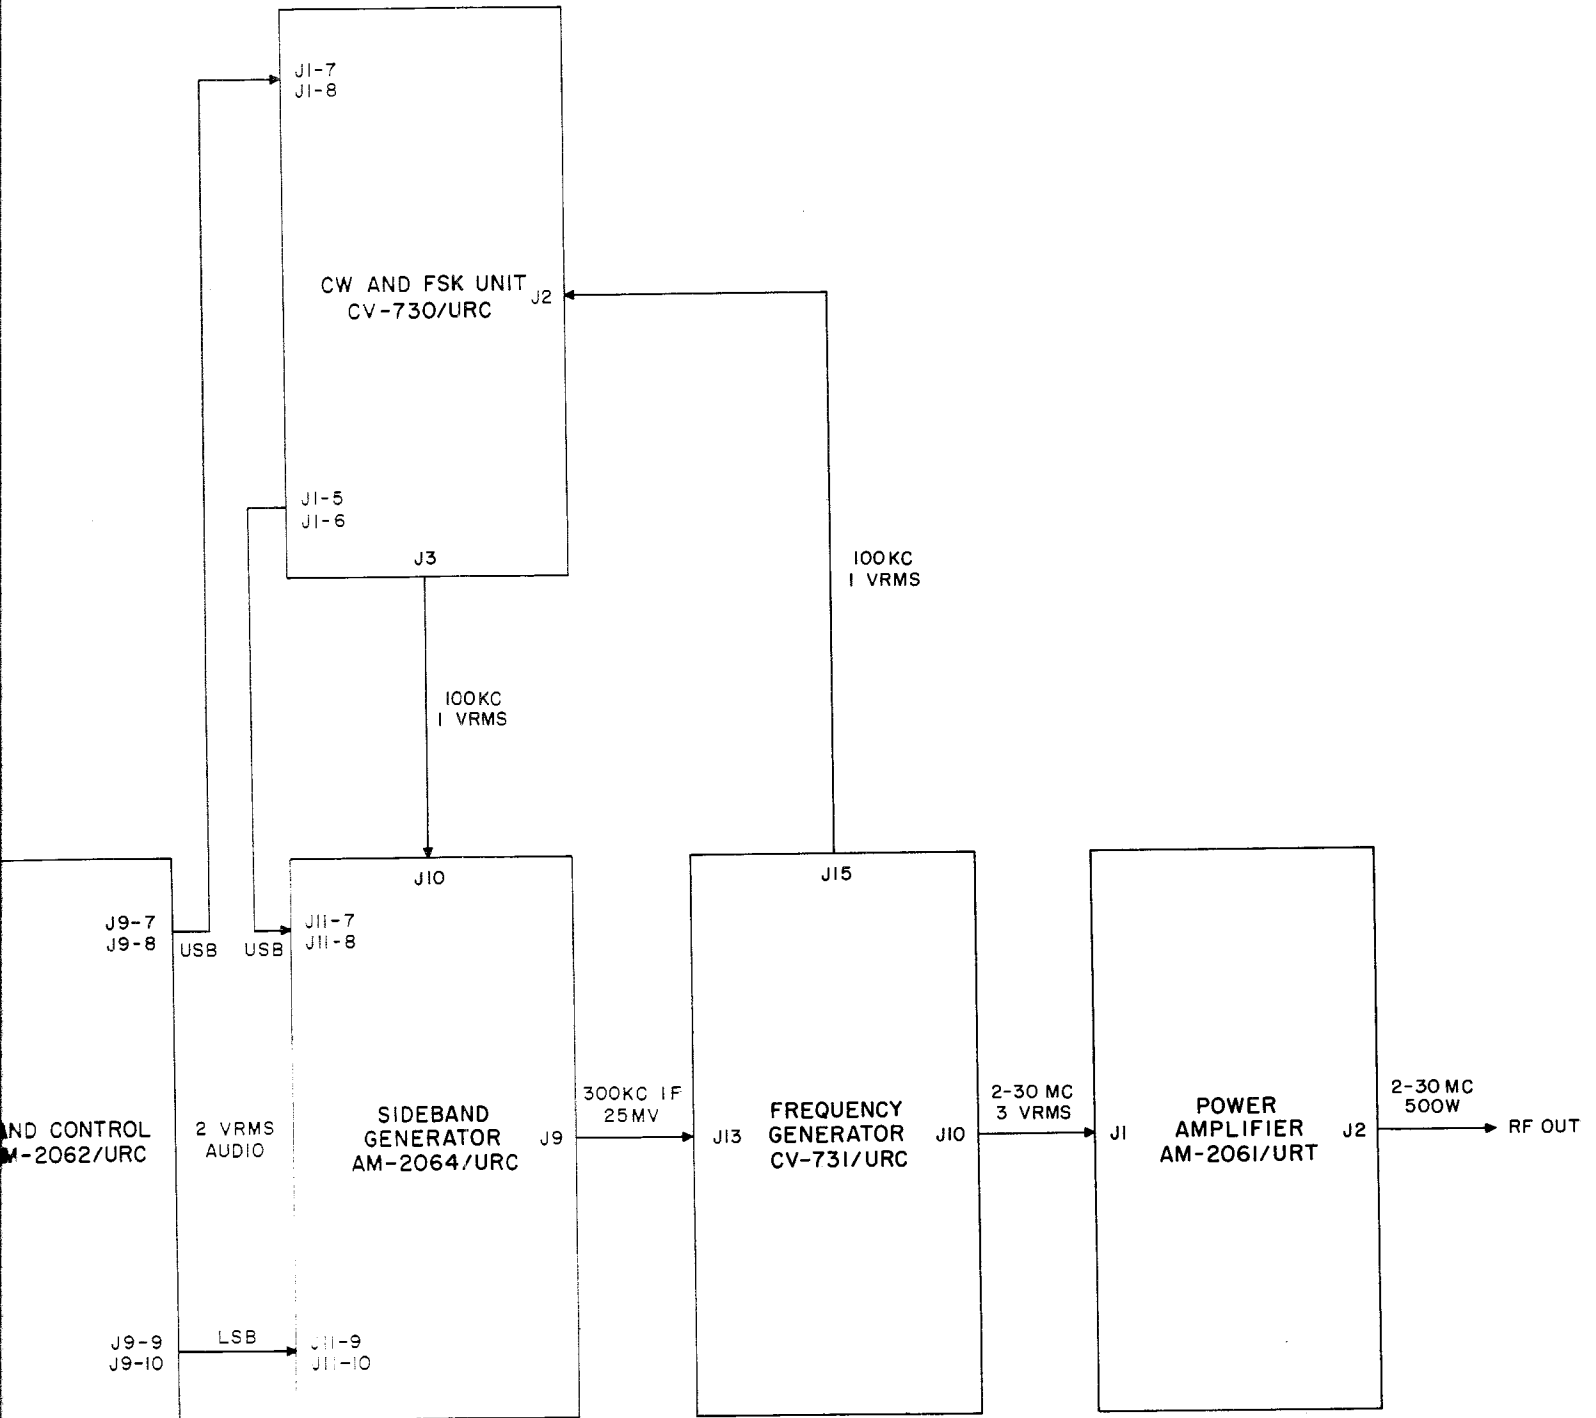 J1-7
J1-8
CW AND FSK UNIT
CV-730/URC
J2
J1-5
J1-6
J3
100KC
1 VRMS
100KC
1 VRMS
J9-7
J9-8
USB
USB
J11-7
J11-8
J10
J15
AND CONTROL
AM-2062/URC
2 VRMS
AUDIO
SIDEBAND
GENERATOR
AM-2064/URC
J9
300KC IF
25MV
J13
FREQUENCY
GENERATOR
CV-731/URC
J10
2-30 MC
3 VRMS
J1
POWER
AMPLIFIER
AM-2061/URT
J2
2-30 MC
500W
RF OUT
J9-9
J9-10
LSB
J11-9
J11-10